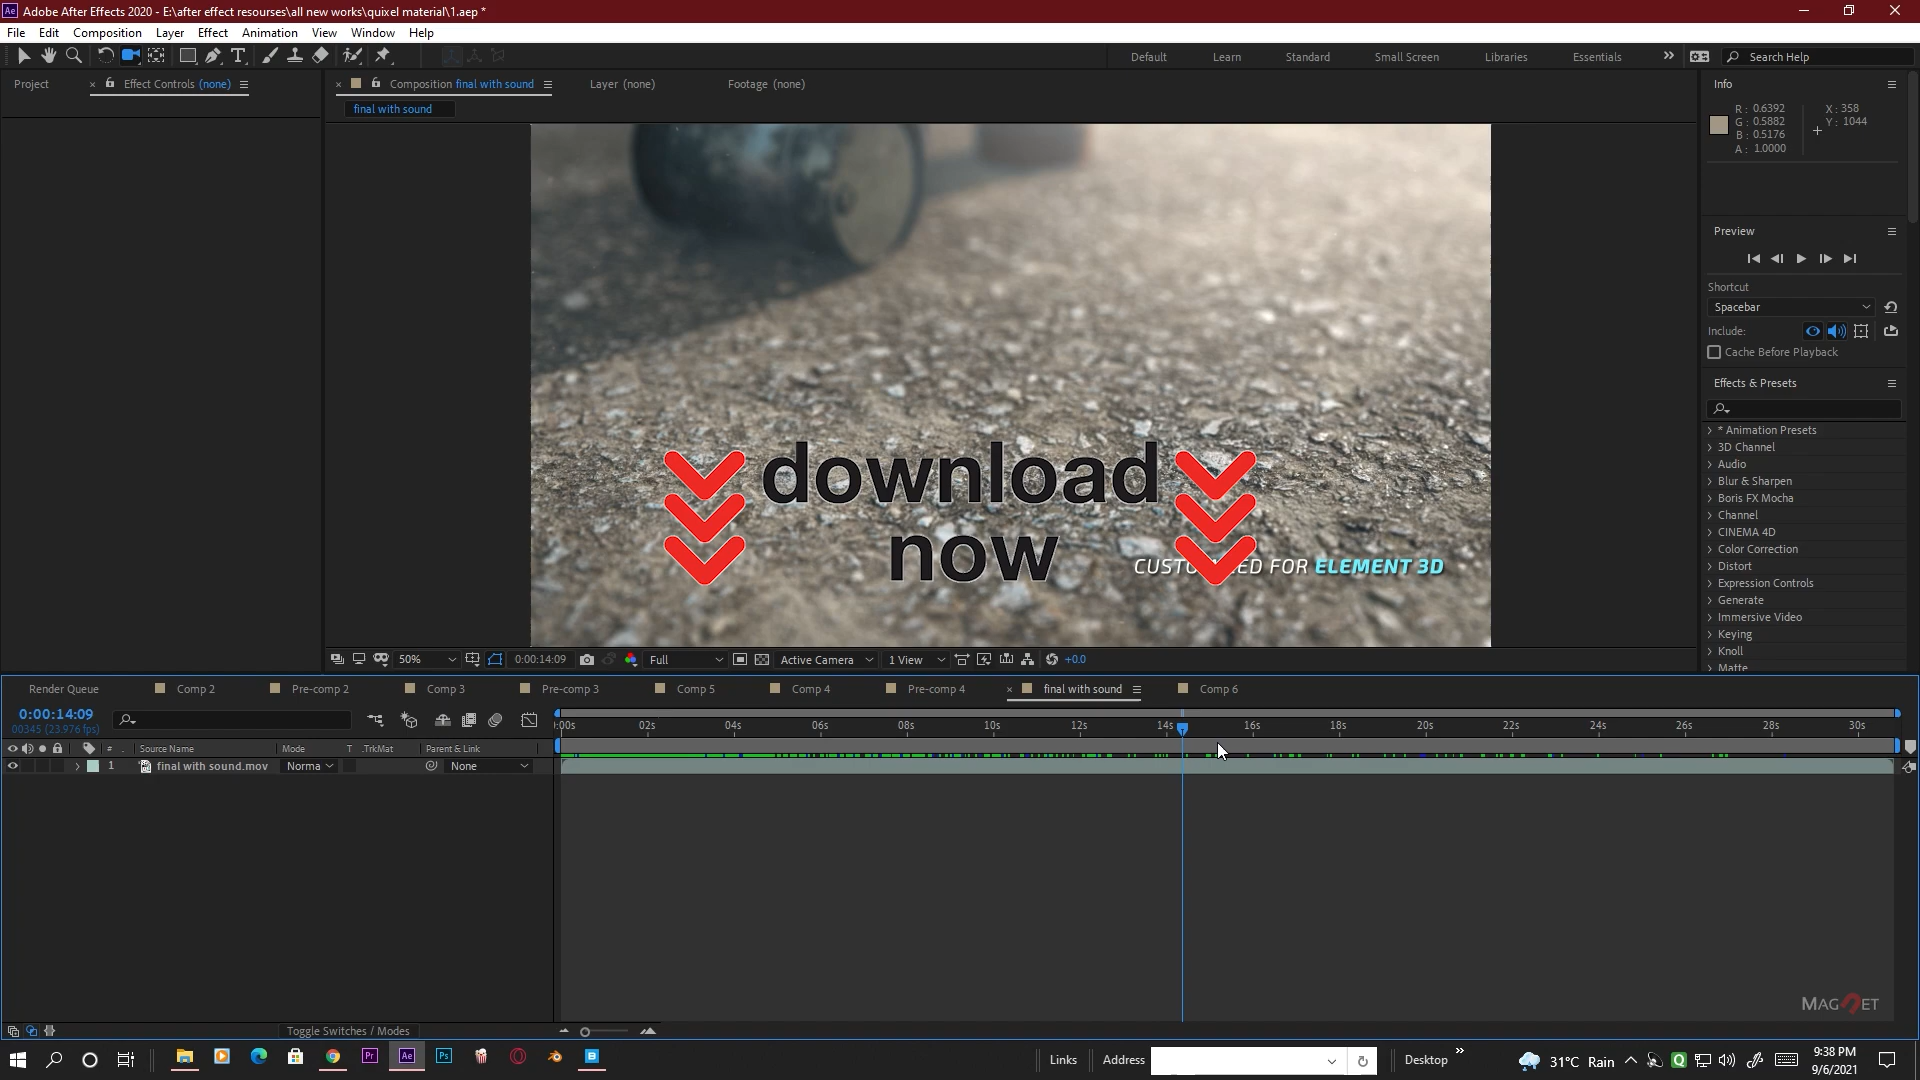 Adobe After Effects 2020 - E:\after effect resourses\all new works\quixel material\1.aep *
File Edit Composition Layer Effect Animation View Window Help
Default Learn Standard Small Screen Libraries Essentials Search Help
Project
Effect Controls (none)
Composition final with sound
Layer (none)
Footage (none)
final with sound
Info
R : 0.6392
G : 0.5882
B : 0.5176
A : 1.0000
X : 358
Y : 1044
Preview
Shortcut
Spacebar
Include:
Cache Before Playback
Effects & Presets
* Animation Presets
3D Channel
Audio
Blur & Sharpen
Boris FX Mocha
Channel
CINEMA 4D
Color Correction
Distort
Expression Controls
Generate
Immersive Video
Keying
Knoll
Matte
download
now
FOR ELEMENT 3D
50% 0:00:14:09 Full Active Camera 1 View +0.0
Render Queue Comp 2 Pre-comp 2 Comp 3 Pre-comp 3 Comp 5 Comp 4 Pre-comp 4 final with sound Comp 6
0:00:14:09
00345 (23.976 fps)
:00s 02s 04s 06s 08s 10s 12s 14s 16s 18s 20s 22s 24s 26s 28s 30s
# . Source Name Mode T .TrkMat Parent & Link
1 final with sound.mov Norma None
MAGNET
Toggle Switches / Modes
Links Address Desktop 31°C Rain
9:38 PM
9/6/2021